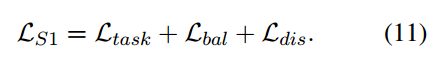 ℒ_{S1} = ℒ_{task} + ℒ_{bal} + ℒ_{dis}. (11)